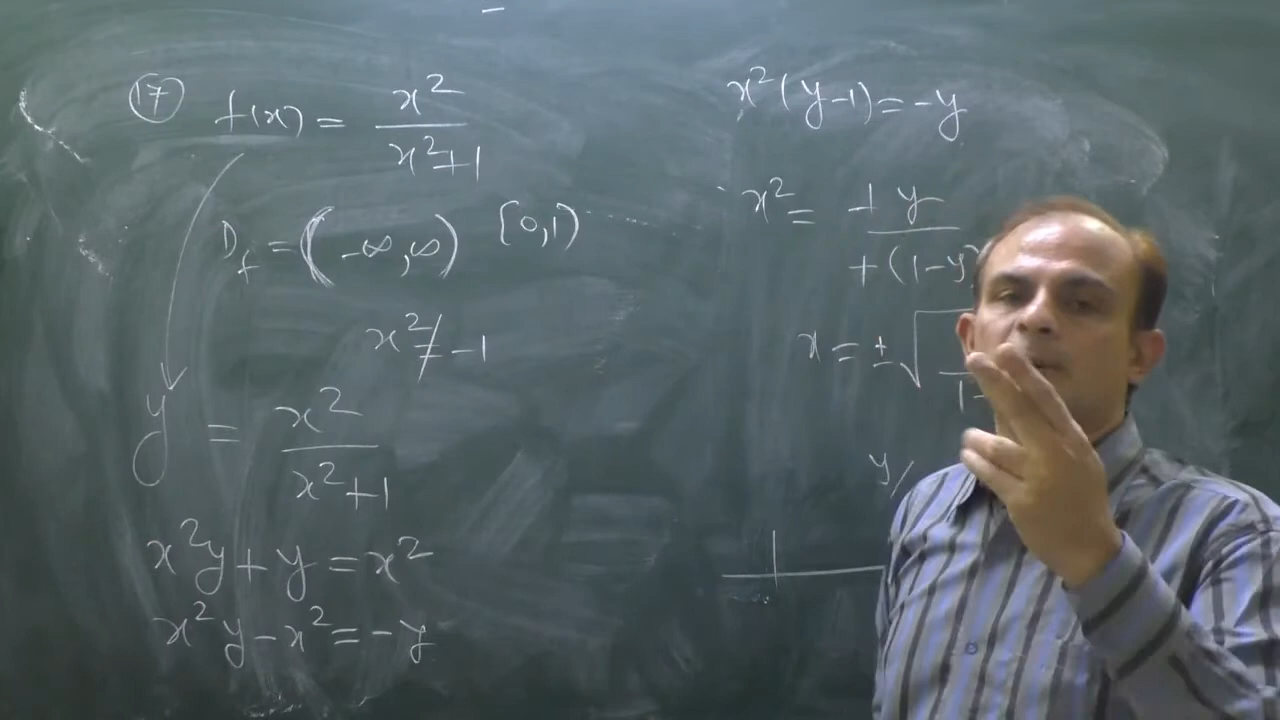 (17) f(x) = x²/(x²+1)
D_f = (-∞,∞) [0,1)
x² ≠ -1
y = x²/(x²+1)
x²y + y = x²
x²y - x² = -y
x²(y-1) = -y
x² = +y/+(1-y)
x = ±√
y/